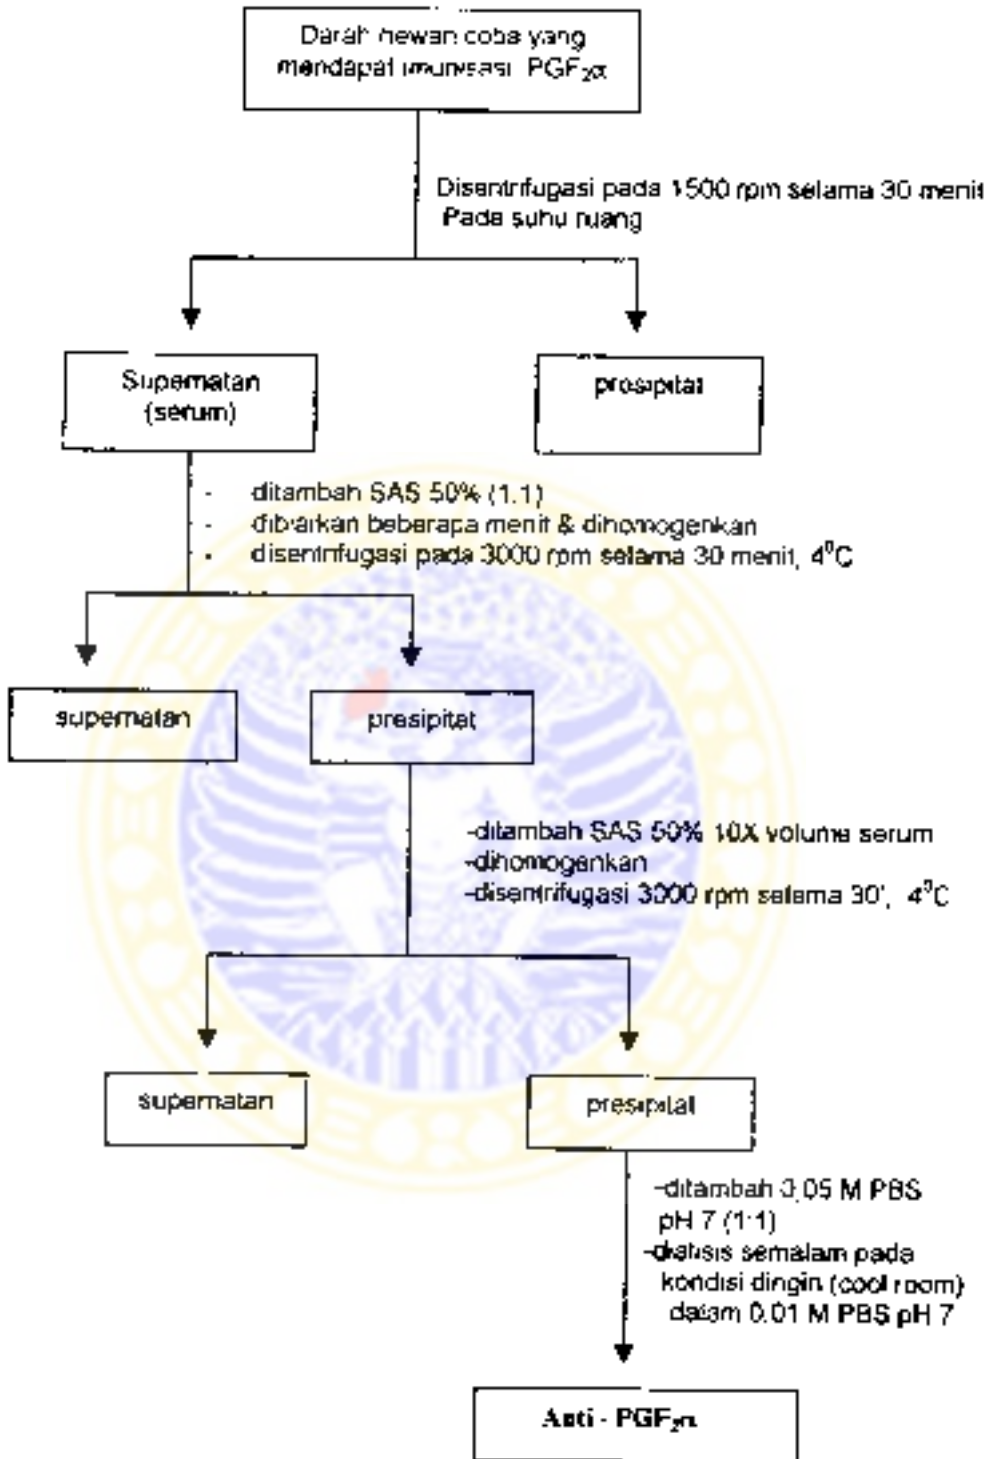 Darah hewan coba yang
mendapat imunisasi PGF₂α
Disentrifugasi pada 1500 rpm selama 30 menit
Pada suhu ruang
Supernatan
(serum)
presipitat
- ditambah SAS 50% (1:1)
- dibiarkan beberapa menit & dihomogenkan
- disentrifugasi pada 3000 rpm selama 30 menit, 4⁰C
supernatan
presipitat
-ditambah SAS 50% 10X volume serum
-dihomogenkan
-disentrifugasi 3000 rpm selama 30', 4⁰C
supernatan
presipitat
-ditambah 0,05 M PBS
pH 7 (1:1)
-dialisis semalam pada
kondisi dingin (cool room)
dalam 0.01 M PBS pH 7
Anti - PGF₂α